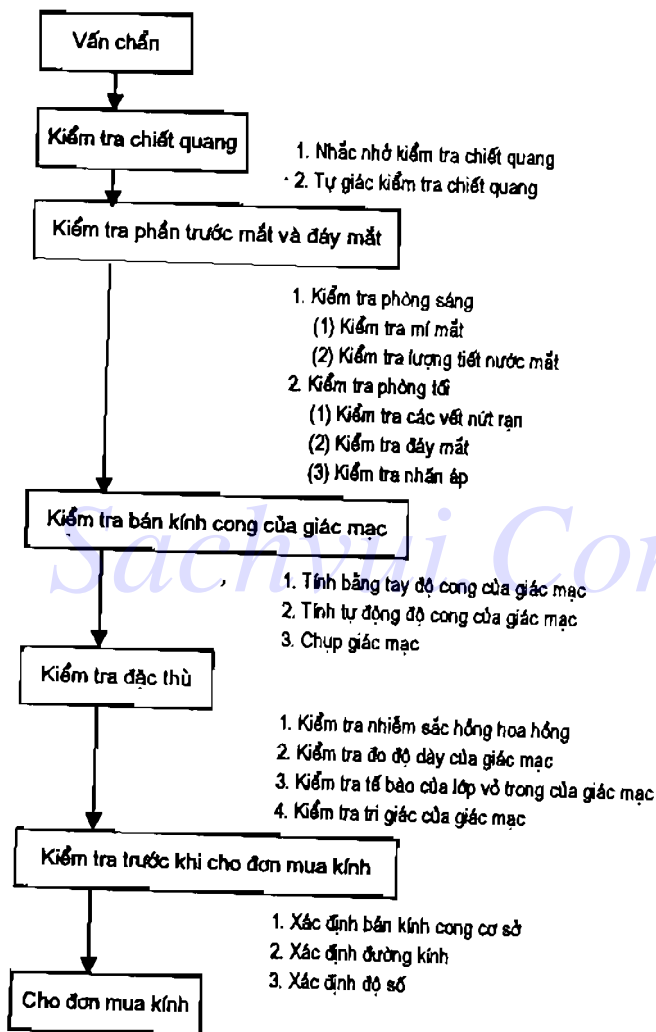 Vấn chẩn
Kiểm tra chiết quang
1. Nhắc nhở kiểm tra chiết quang
2. Tự giác kiểm tra chiết quang
Kiểm tra phần trước mắt và đáy mắt
1. Kiểm tra phòng sáng
(1) Kiểm tra mí mắt
(2) Kiểm tra lượng tiết nước mắt
2. Kiểm tra phòng tối
(1) Kiểm tra các vết nứt rạn
(2) Kiểm tra đáy mắt
(3) Kiểm tra nhãn áp
Kiểm tra bán kính cong của giác mạc
Sachvui.Com
1. Tính bằng tay độ cong của giác mạc
2. Tính tự động độ cong của giác mạc
3. Chụp giác mạc
Kiểm tra đặc thù
1. Kiểm tra nhiễm sắc hồng hoa hồng
2. Kiểm tra đo độ dày của giác mạc
3. Kiểm tra tế bào của lớp vỏ trong của giác mạc
4. Kiểm tra tri giác của giác mạc
Kiểm tra trước khi cho đơn mua kính
1. Xác định bán kính cong cơ sở
2. Xác định đường kính
3. Xác định độ số
Cho đơn mua kính